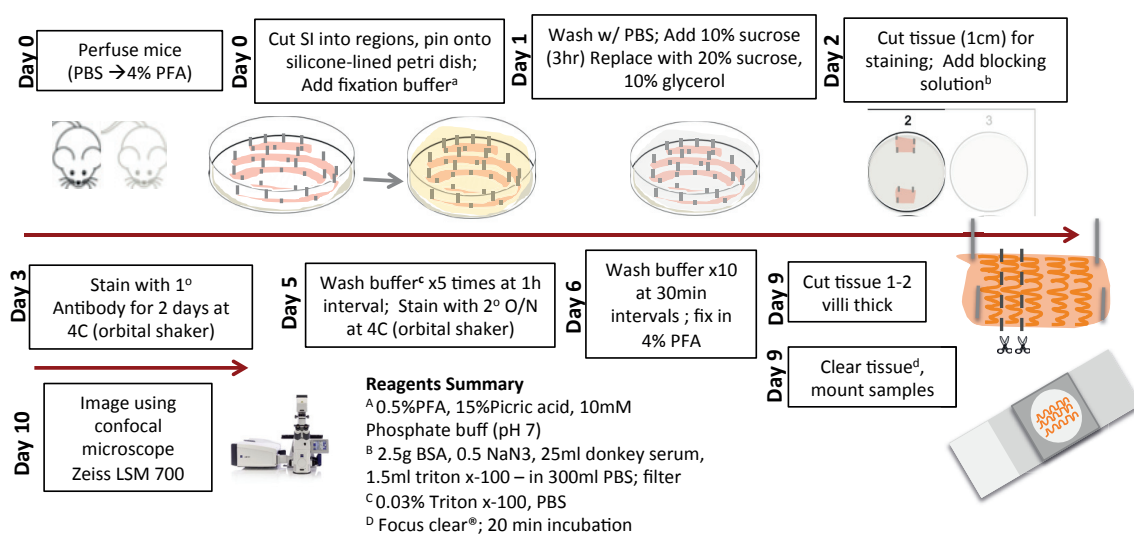 Day 0
Perfuse mice
(PBS →4% PFA)
Day 0
Cut SI into regions, pin onto
silicone-lined petri dish;
Add fixation bufferᵃ
Day 1
Wash w/ PBS; Add 10% sucrose
(3hr) Replace with 20% sucrose,
10% glycerol
Day 2
Cut tissue (1cm) for
staining; Add blocking
solutionᵇ
2
3
Day 3
Stain with 1°
Antibody for 2 days at
4C (orbital shaker)
Day 5
Wash bufferᶜ x5 times at 1h
interval; Stain with 2° O/N
at 4C (orbital shaker)
Day 6
Wash buffer x10
at 30min
intervals ; fix in
4% PFA
Day 9
Cut tissue 1-2
villi thick
Day 9
Clear tissueᵈ,
mount samples
Day 10
Image using
confocal
microscope
Zeiss LSM 700
Reagents Summary
ᴬ 0.5%PFA, 15%Picric acid, 10mM
Phosphate buff (pH 7)
ᴮ 2.5g BSA, 0.5 NaN3, 25ml donkey serum,
1.5ml triton x-100 – in 300ml PBS; filter
ᶜ 0.03% Triton x-100, PBS
ᴰ Focus clear®; 20 min incubation